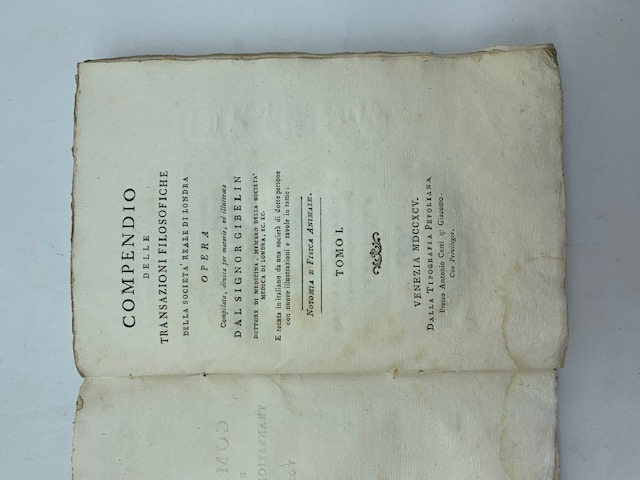 COMPENDIO
DELLE
TRANSAZIONI FILOSOFICHE
DELLA SOCIETA' REALE DI LONDRA
OPERA
Compilata, divisa per materie, ed illustrata
DAL SIGNOR GIBELIN
DOTTORE DI MEDICINA, MEMBRO DELLA SOCIETA'
MEDICA DI LONDRA, EC. EC.
E recata in italiano da una società di dotte persone
con nuove illustrazioni e tavole in rame.
NOTOMIA E FISICA ANIMALE.
TOMO I.
VENEZIA MDCCXCV.
DALLA TIPOGRAFIA PEPOLIANA
Presso Antonio Curti q: Giacomo.
Con Privilegio.